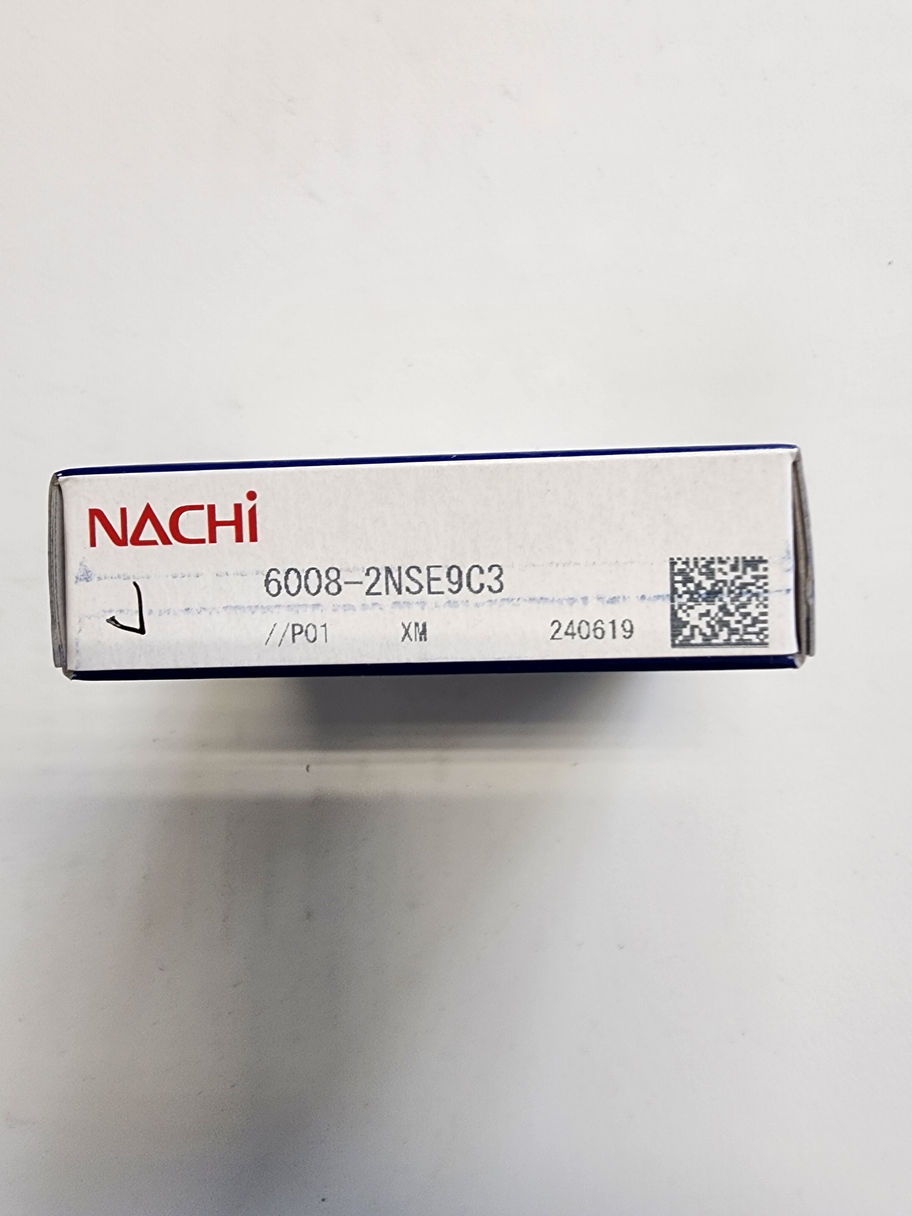 NACHi
6008-2NSE9C3
//P01 XM 240619